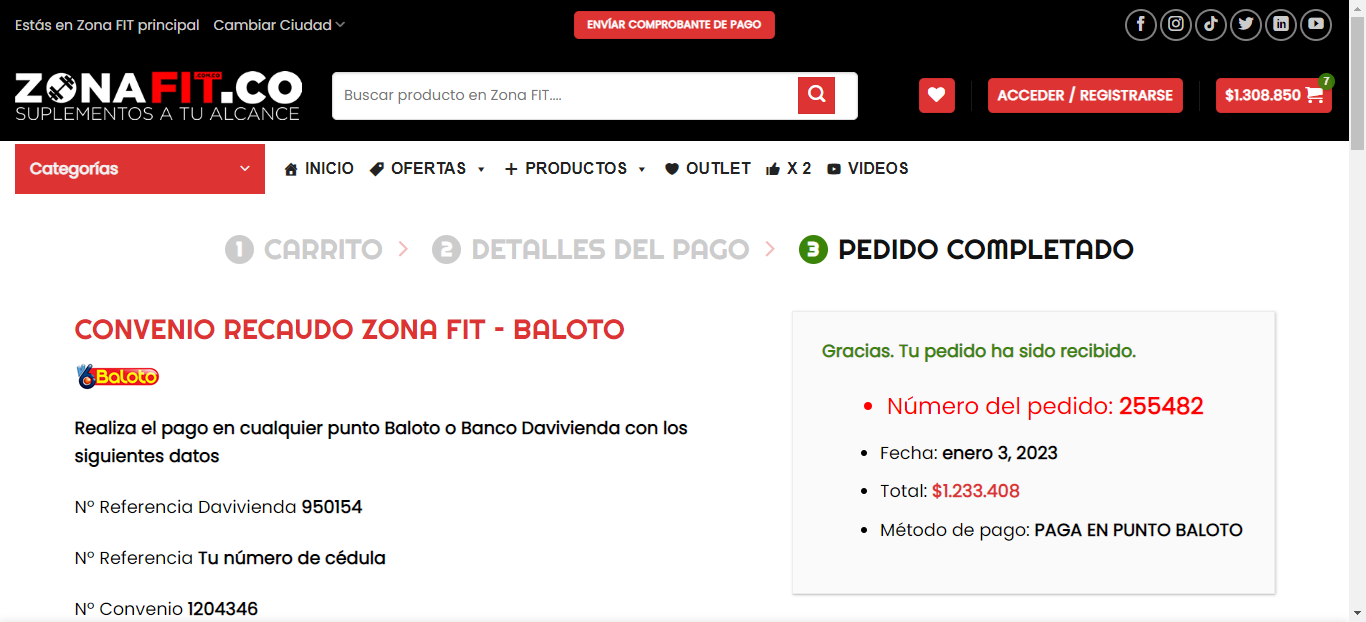 Estás en Zona FIT principal Cambiar Ciudad
ENVÍAR COMPROBANTE DE PAGO
ZONAFIT.CO
.COM.CO
SUPLEMENTOS A TU ALCANCE
Buscar producto en Zona FIT....
ACCEDER / REGISTRARSE
$1.308.850
7
Categorías
INICIO OFERTAS PRODUCTOS OUTLET X 2 VIDEOS
1 CARRITO 2 DETALLES DEL PAGO 3 PEDIDO COMPLETADO
CONVENIO RECAUDO ZONA FIT - BALOTO
Baloto
Realiza el pago en cualquier punto Baloto o Banco Davivienda con los
siguientes datos
Nº Referencia Davivienda 950154
Nº Referencia Tu número de cédula
Nº Convenio 1204346
Gracias. Tu pedido ha sido recibido.
Número del pedido: 255482
Fecha: enero 3, 2023
Total: $1.233.408
Método de pago: PAGA EN PUNTO BALOTO